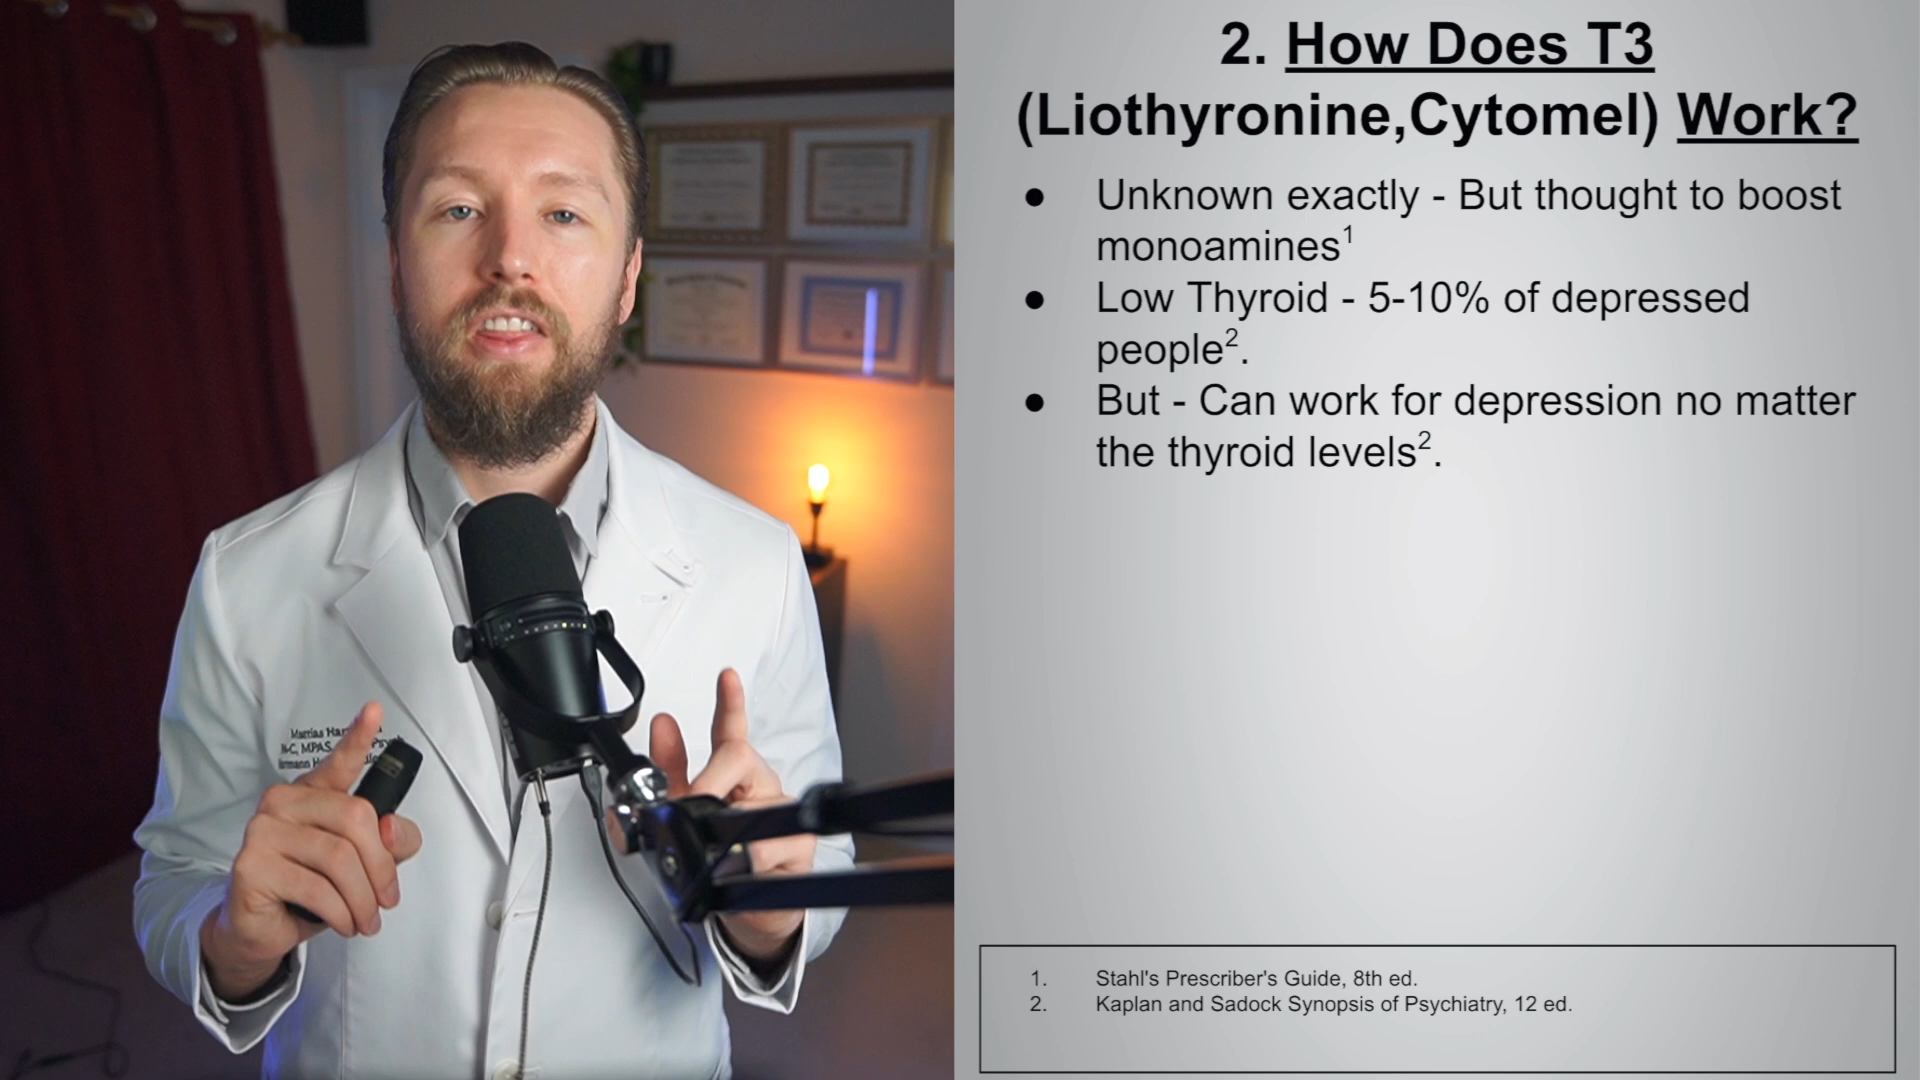 2. How Does T3
(Liothyronine,Cytomel) Work?
● Unknown exactly - But thought to boost
monoamines1
● Low Thyroid - 5-10% of depressed
people2.
● But - Can work for depression no matter
the thyroid levels2.
1. Stahl's Prescriber's Guide, 8th ed.
2. Kaplan and Sadock Synopsis of Psychiatry, 12 ed.
Mattias
MPAS,